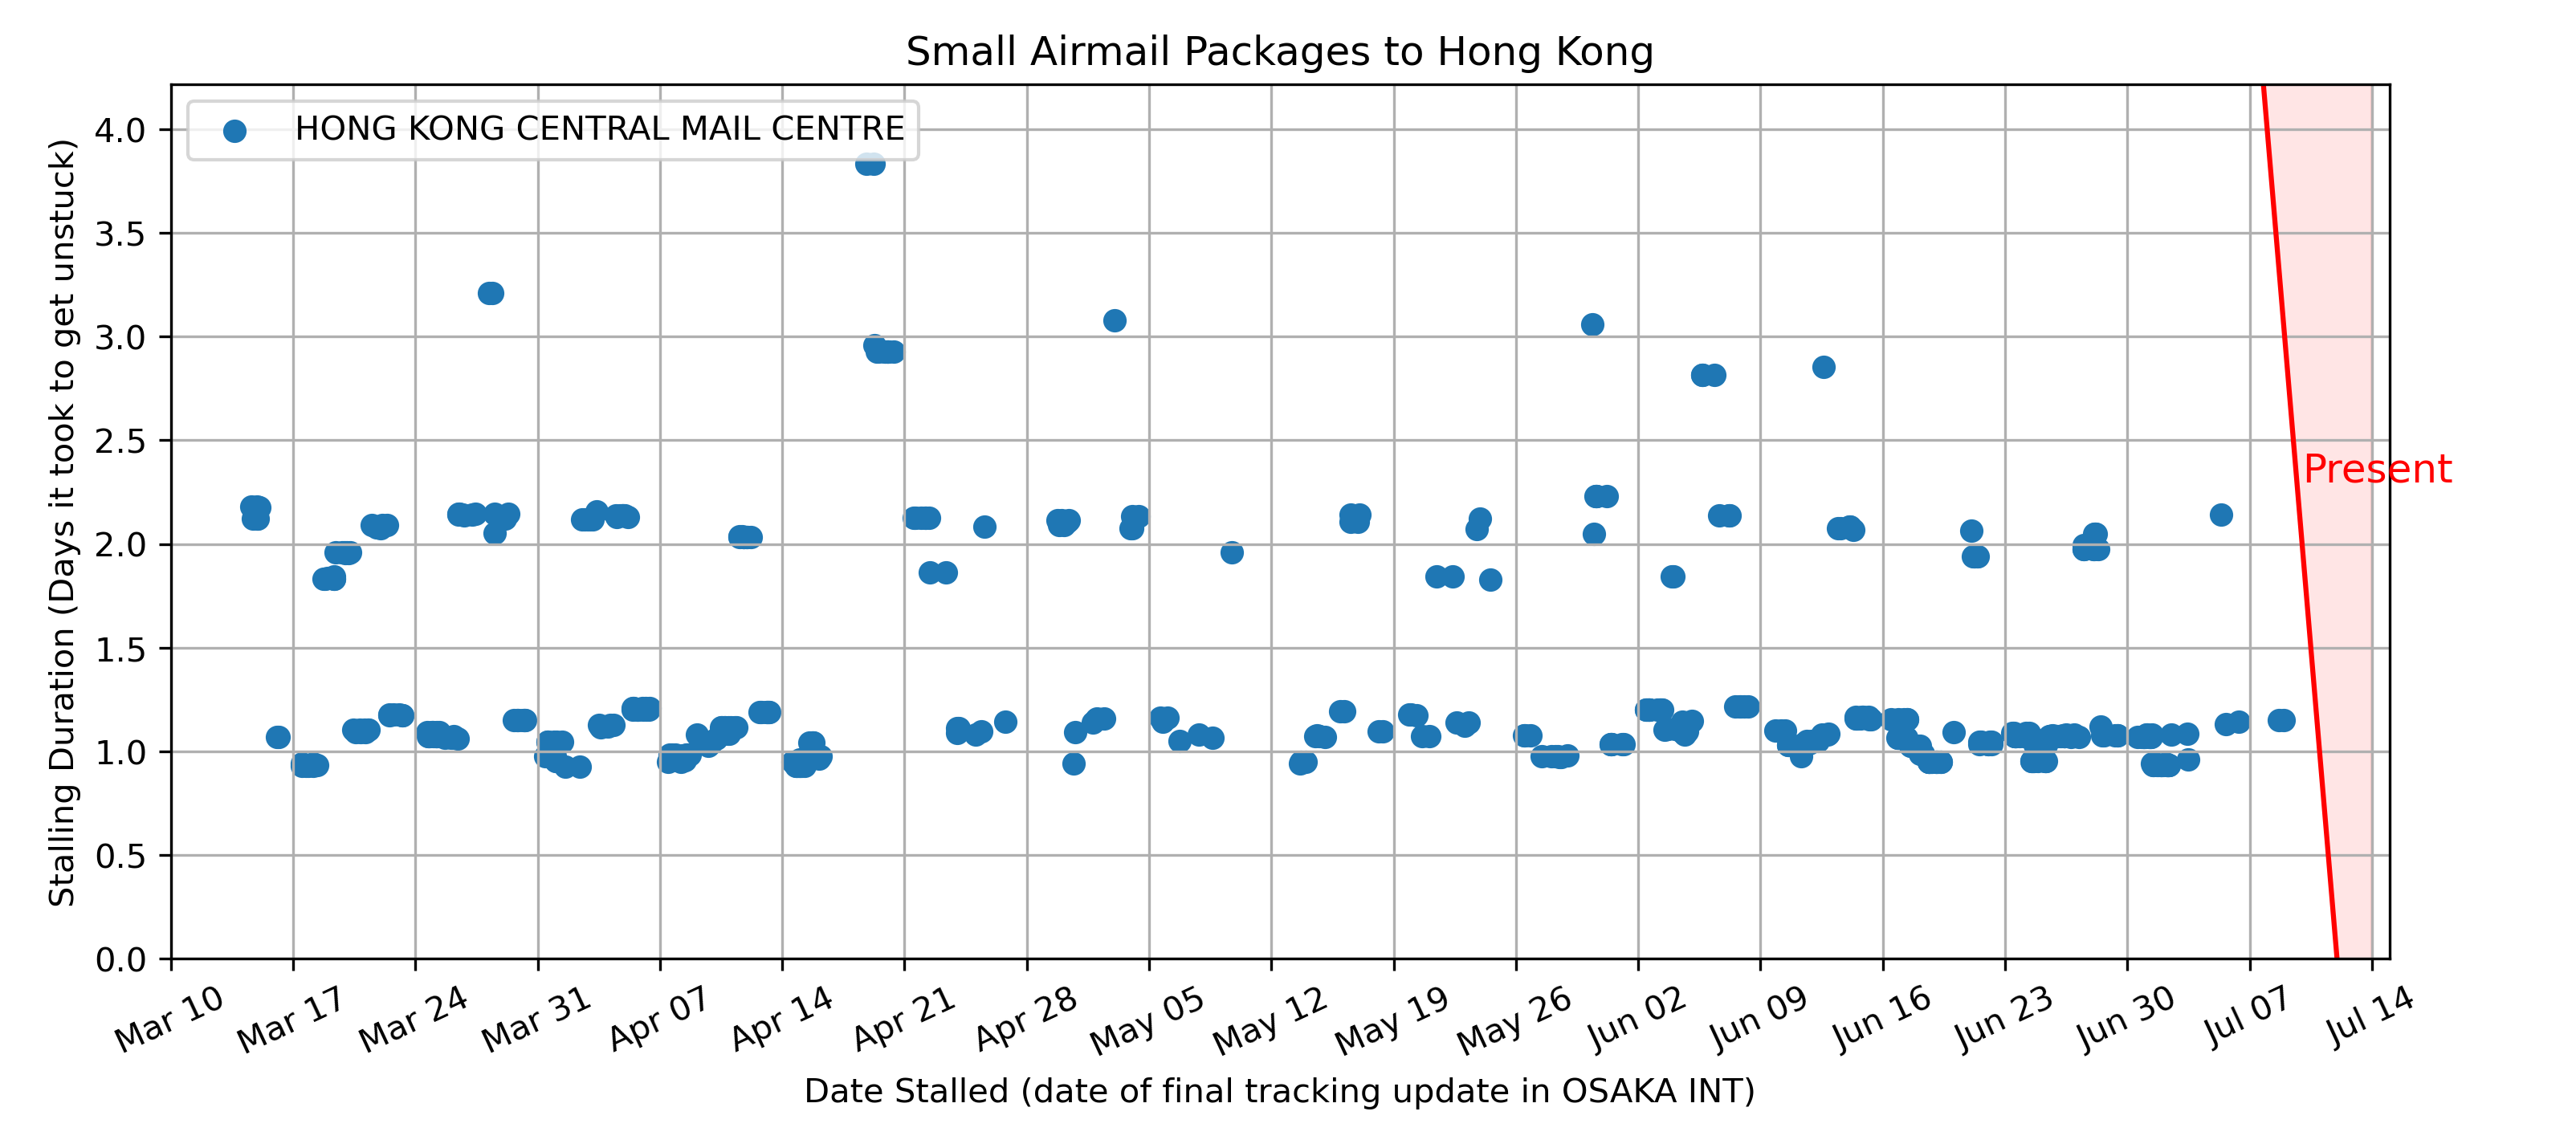 Small Airmail Packages to Hong Kong
HONG KONG CENTRAL MAIL CENTRE
Stalling Duration (Days it took to get unstuck)
4.0
3.5
3.0
2.5
2.0
1.5
1.0
0.5
0.0
Present
Mar 10
Mar 17
Mar 24
Mar 31
Apr 07
Apr 14
Apr 21
Apr 28
May 05
May 12
May 19
May 26
Jun 02
Jun 09
Jun 16
Jun 23
Jun 30
Jul 07
Jul 14
Date Stalled (date of final tracking update in OSAKA INT)